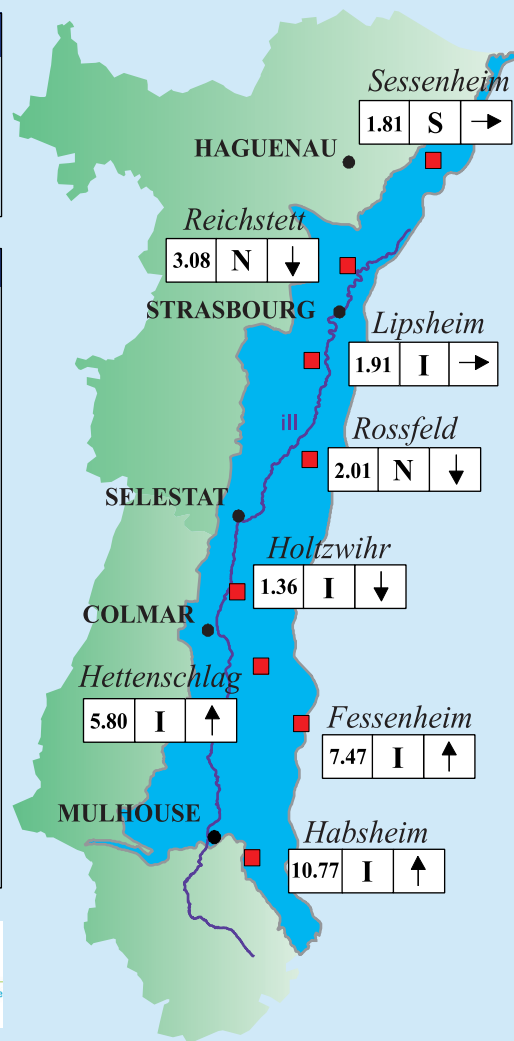 Sessenheim
1.81 S →
HAGUENAU
Reichstett
3.08 N ↓
STRASBOURG
Lipsheim
1.91 I →
ill
Rossfeld
2.01 N ↓
SELESTAT
Holtzwihr
1.36 I ↓
COLMAR
Hettenschlag
5.80 I ↑
Fessenheim
7.47 I ↑
MULHOUSE
Habsheim
10.77 I ↑
e